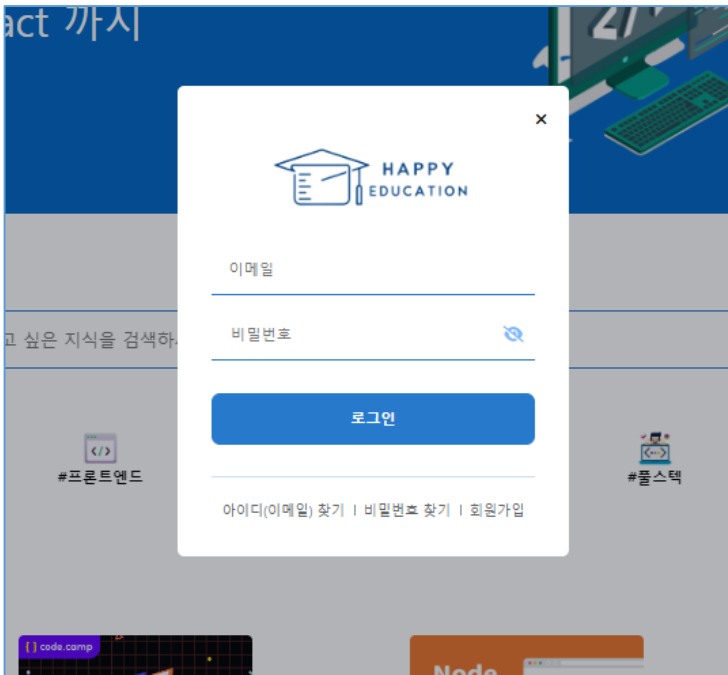 act 까지
HAPPY
EDUCATION
이메일
고 싶은 지식을 검색하
비밀번호
로그인
</>
#프론트엔드
#풀스텍
아이디(이메일) 찾기 | 비밀번호 찾기 | 회원가입
{ } code.camp
Node